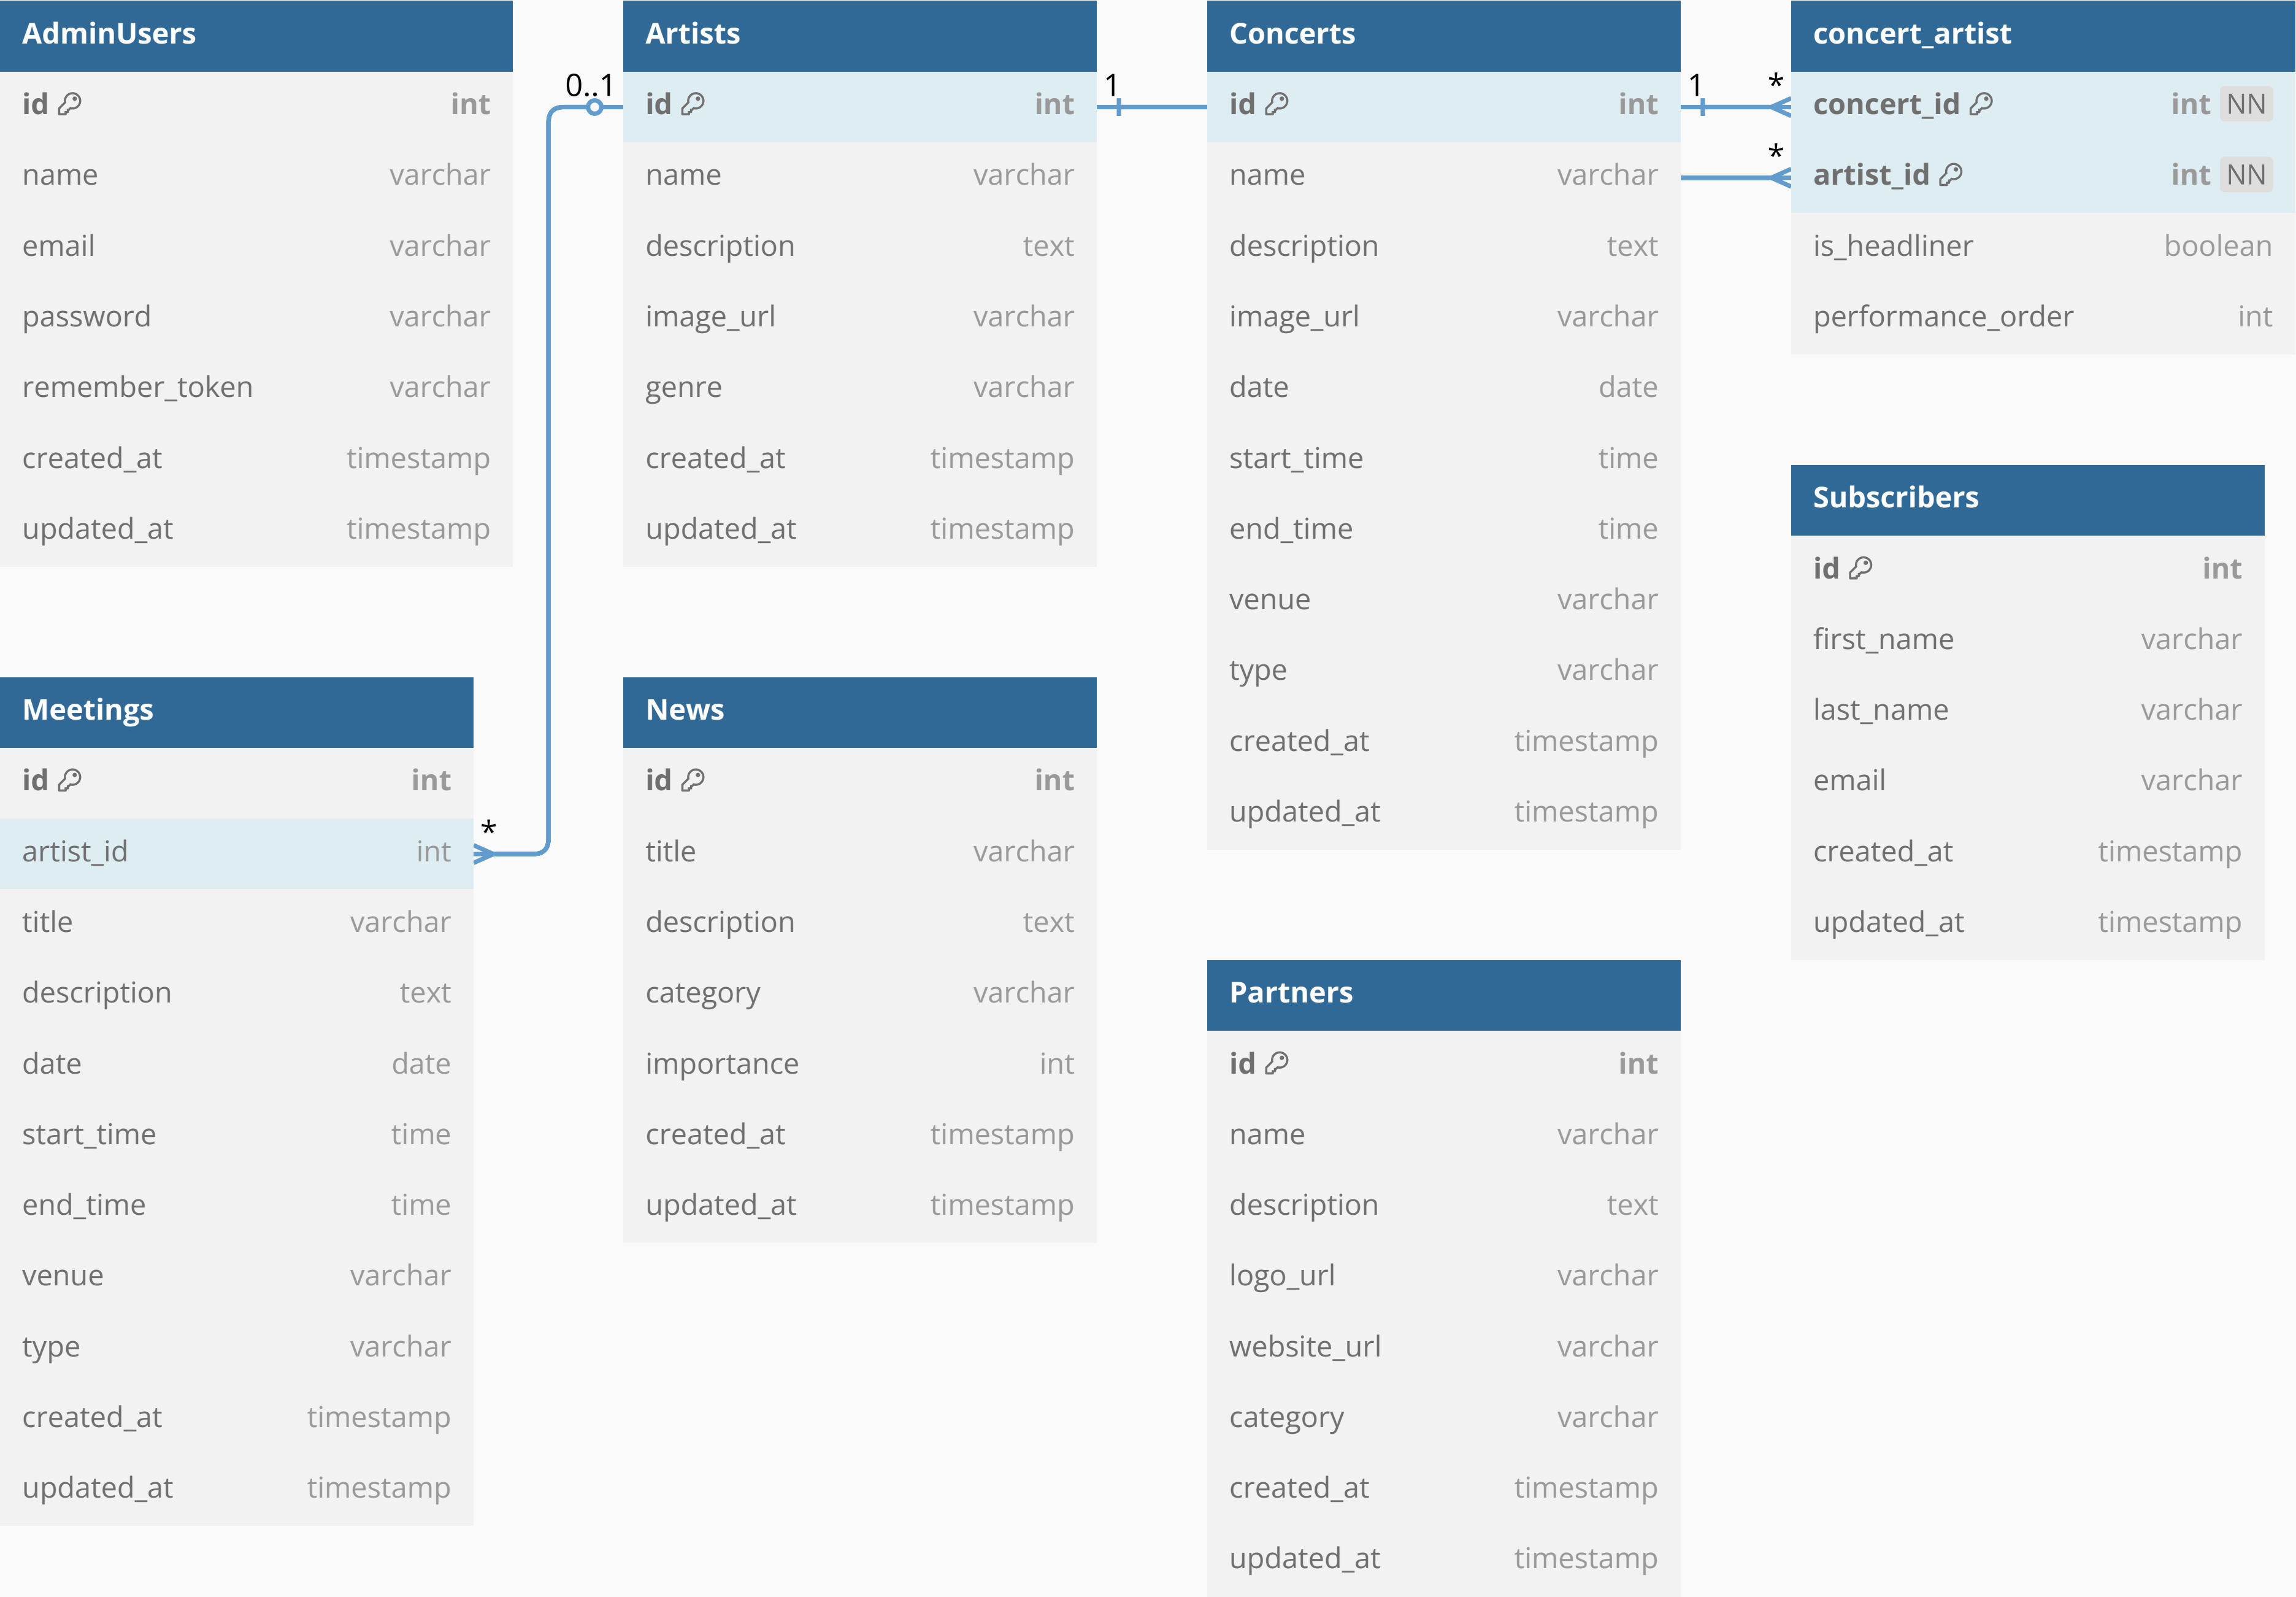 AdminUsers
id int
name varchar
email varchar
password varchar
remember_token varchar
created_at timestamp
updated_at timestamp
0..1
Artists
id int
name varchar
description text
image_url varchar
genre varchar
created_at timestamp
updated_at timestamp
1
Concerts
id int
name varchar
description text
image_url varchar
date date
start_time time
end_time time
venue varchar
type varchar
created_at timestamp
updated_at timestamp
1
*
*
concert_artist
concert_id int NN
artist_id int NN
is_headliner boolean
performance_order int
Subscribers
id int
first_name varchar
last_name varchar
email varchar
created_at timestamp
updated_at timestamp
Meetings
id int
artist_id int
*
title varchar
description text
date date
start_time time
end_time time
venue varchar
type varchar
created_at timestamp
updated_at timestamp
News
id int
title varchar
description text
category varchar
importance int
created_at timestamp
updated_at timestamp
Partners
id int
name varchar
description text
logo_url varchar
website_url varchar
category varchar
created_at timestamp
updated_at timestamp